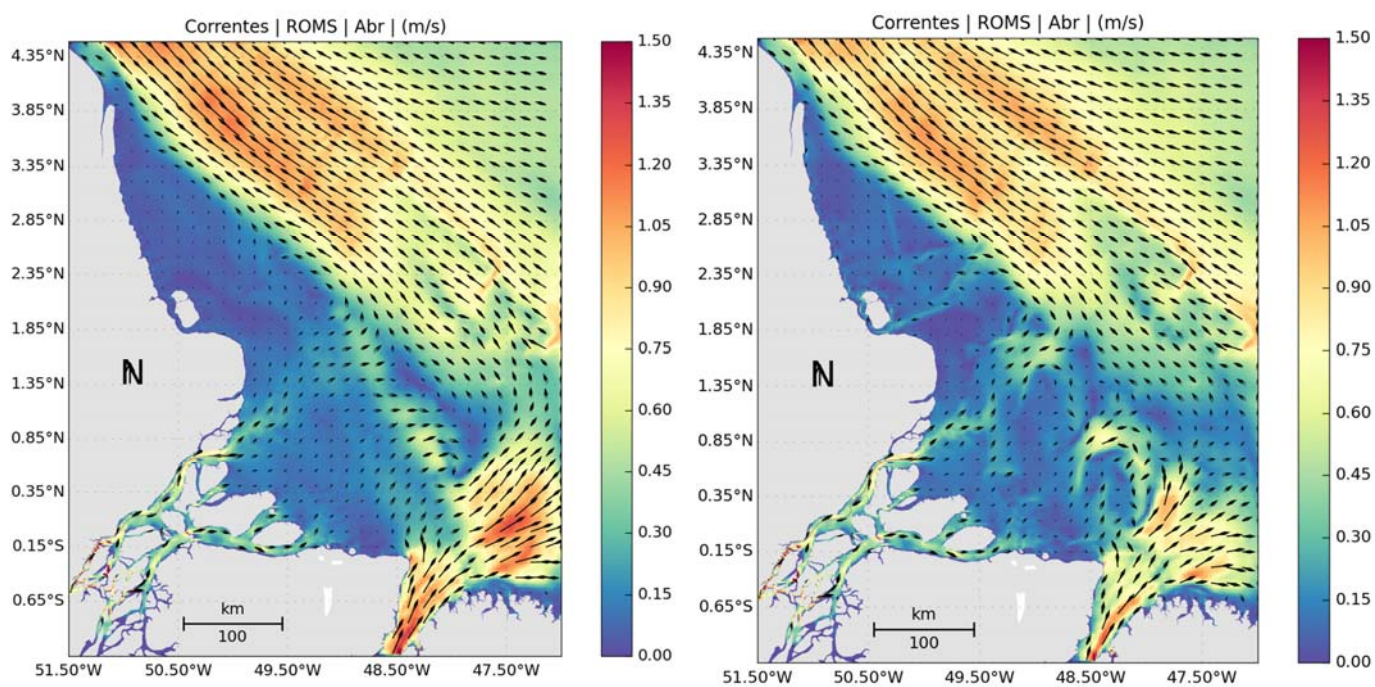 Correntes | ROMS | Abr | (m/s)
4.35°N
3.85°N
3.35°N
2.85°N
2.35°N
1.85°N
1.35°N
0.85°N
0.35°N
0.15°S
0.65°S
N
km
100
51.50°W 50.50°W 49.50°W 48.50°W 47.50°W
1.50
1.35
1.20
1.05
0.90
0.75
0.60
0.45
0.30
0.15
0.00
Correntes | ROMS | Abr | (m/s)
4.35°N
3.85°N
3.35°N
2.85°N
2.35°N
1.85°N
1.35°N
0.85°N
0.35°N
0.15°S
0.65°S
N
km
100
51.50°W 50.50°W 49.50°W 48.50°W 47.50°W
1.50
1.35
1.20
1.05
0.90
0.75
0.60
0.45
0.30
0.15
0.00